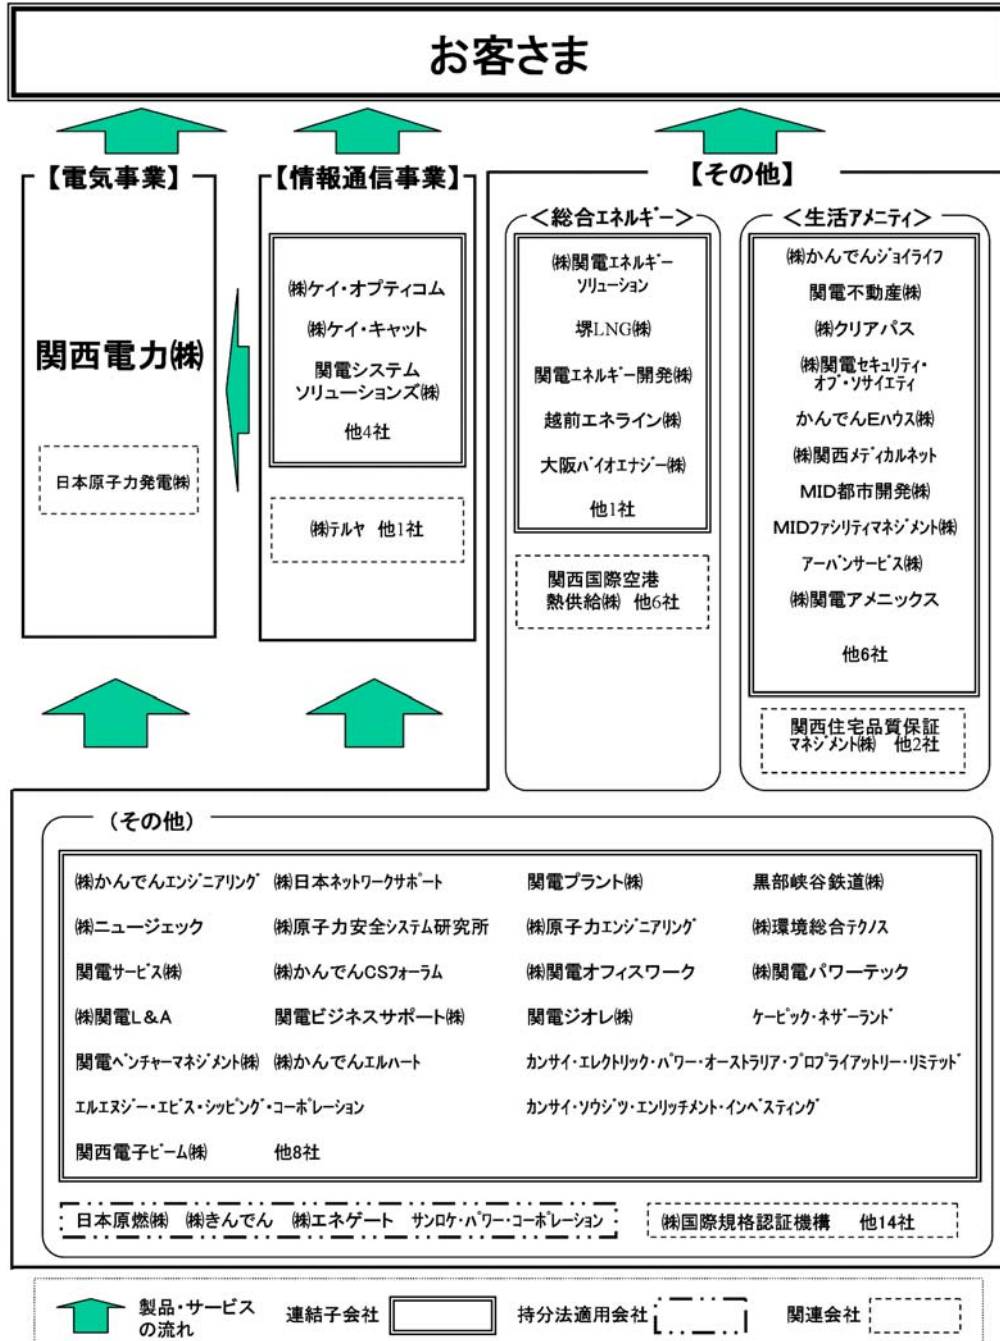 お客さま
【電気事業】
関西電力㈱
日本原子力発電㈱
【情報通信事業】
㈱ケイ・オプティコム
㈱ケイ・キャット
関電システム
ソリューションズ㈱
他4社
㈱テルヤ 他1社
【その他】
＜総合エネルギー＞
㈱関電エネルギー
ソリューション
堺LNG㈱
関電エネルギー開発㈱
越前エネライン㈱
大阪バイオエナジー㈱
他1社
関西国際空港
熱供給㈱ 他6社
＜生活アメニティ＞
㈱かんでんジョイライフ
関電不動産㈱
㈱クリアパス
㈱関電セキュリティ・
オブ・ソサイエティ
かんでんEハウス㈱
㈱関西メディカルネット
MID都市開発㈱
MIDファシリティマネジメント㈱
アーバンサービス㈱
㈱関電アメニックス
他6社
関西住宅品質保証
マネジメント㈱ 他2社
（その他）
㈱かんでんエンジニアリング ㈱日本ネットワークサポート 関電プラント㈱ 黒部峡谷鉄道㈱
㈱ニュージェック ㈱原子力安全システム研究所 ㈱原子力エンジニアリング ㈱環境総合テクノス
関電サービス㈱ ㈱かんでんCSフォーラム ㈱関電オフィスワーク ㈱関電パワーテック
㈱関電L&A 関電ビジネスサポート㈱ 関電ジオレ㈱ ケーピック・ネザーランド
関電ベンチャーマネジメント㈱ ㈱かんでんエルハート カンサイ・エレクトリック・パワー・オーストラリア・プロプライアットリー・リミテッド
エルエヌジー・エビス・シッピング・コーポレーション カンサイ・ソウジツ・エンリッチメント・インベスティング
関西電子ビーム㈱ 他8社
日本原燃㈱ ㈱きんでん ㈱エネゲート サンロケ・パワー・コーポレーション
㈱国際規格認証機構 他14社
製品・サービス
の流れ
連結子会社
持分法適用会社
関連会社